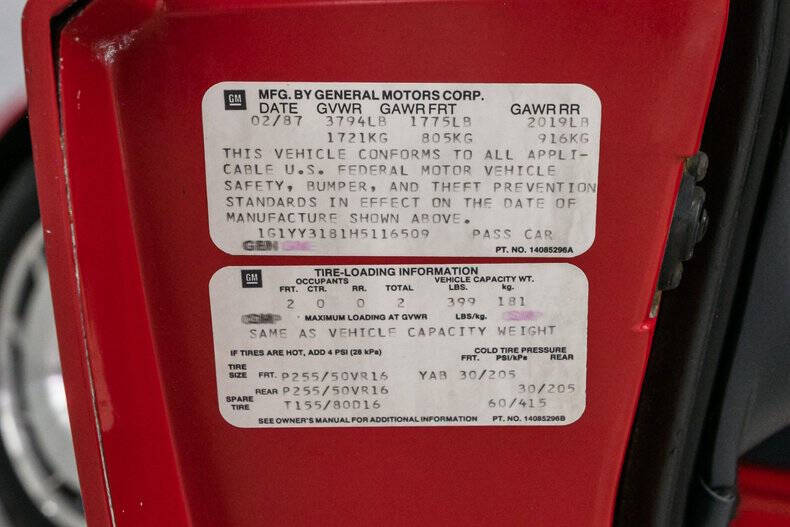 GM MFG. BY GENERAL MOTORS CORP.
DATE GVWR GAWR FRT GAWR RR
02/87 3794LB 1775LB 2019LB
1721KG 805KG 916KG
THIS VEHICLE CONFORMS TO ALL APPLI-
CABLE U.S. FEDERAL MOTOR VEHICLE
SAFETY, BUMPER, AND THEFT PREVENTION
STANDARDS IN EFFECT ON THE DATE OF
MANUFACTURE SHOWN ABOVE.
1G1YY3181H5116509 PASS CAR
GEN GM PT. NO. 14085296A
GM TIRE-LOADING INFORMATION
OCCUPANTS VEHICLE CAPACITY WT.
FRT. CTR. RR. TOTAL LBS. kg.
2 0 0 2 399 181
GM MAXIMUM LOADING AT GVWR LBS/kg. GM
SAME AS VEHICLE CAPACITY WEIGHT
IF TIRES ARE HOT, ADD 4 PSI (28 kPa) COLD TIRE PRESSURE
FRT. PSI/kPa REAR
TIRE SIZE FRT. P255/50VR16 YAB 30/205
REAR P255/50VR16 30/205
SPARE TIRE T155/80D16 60/415
SEE OWNER'S MANUAL FOR ADDITIONAL INFORMATION PT. NO. 14085296B